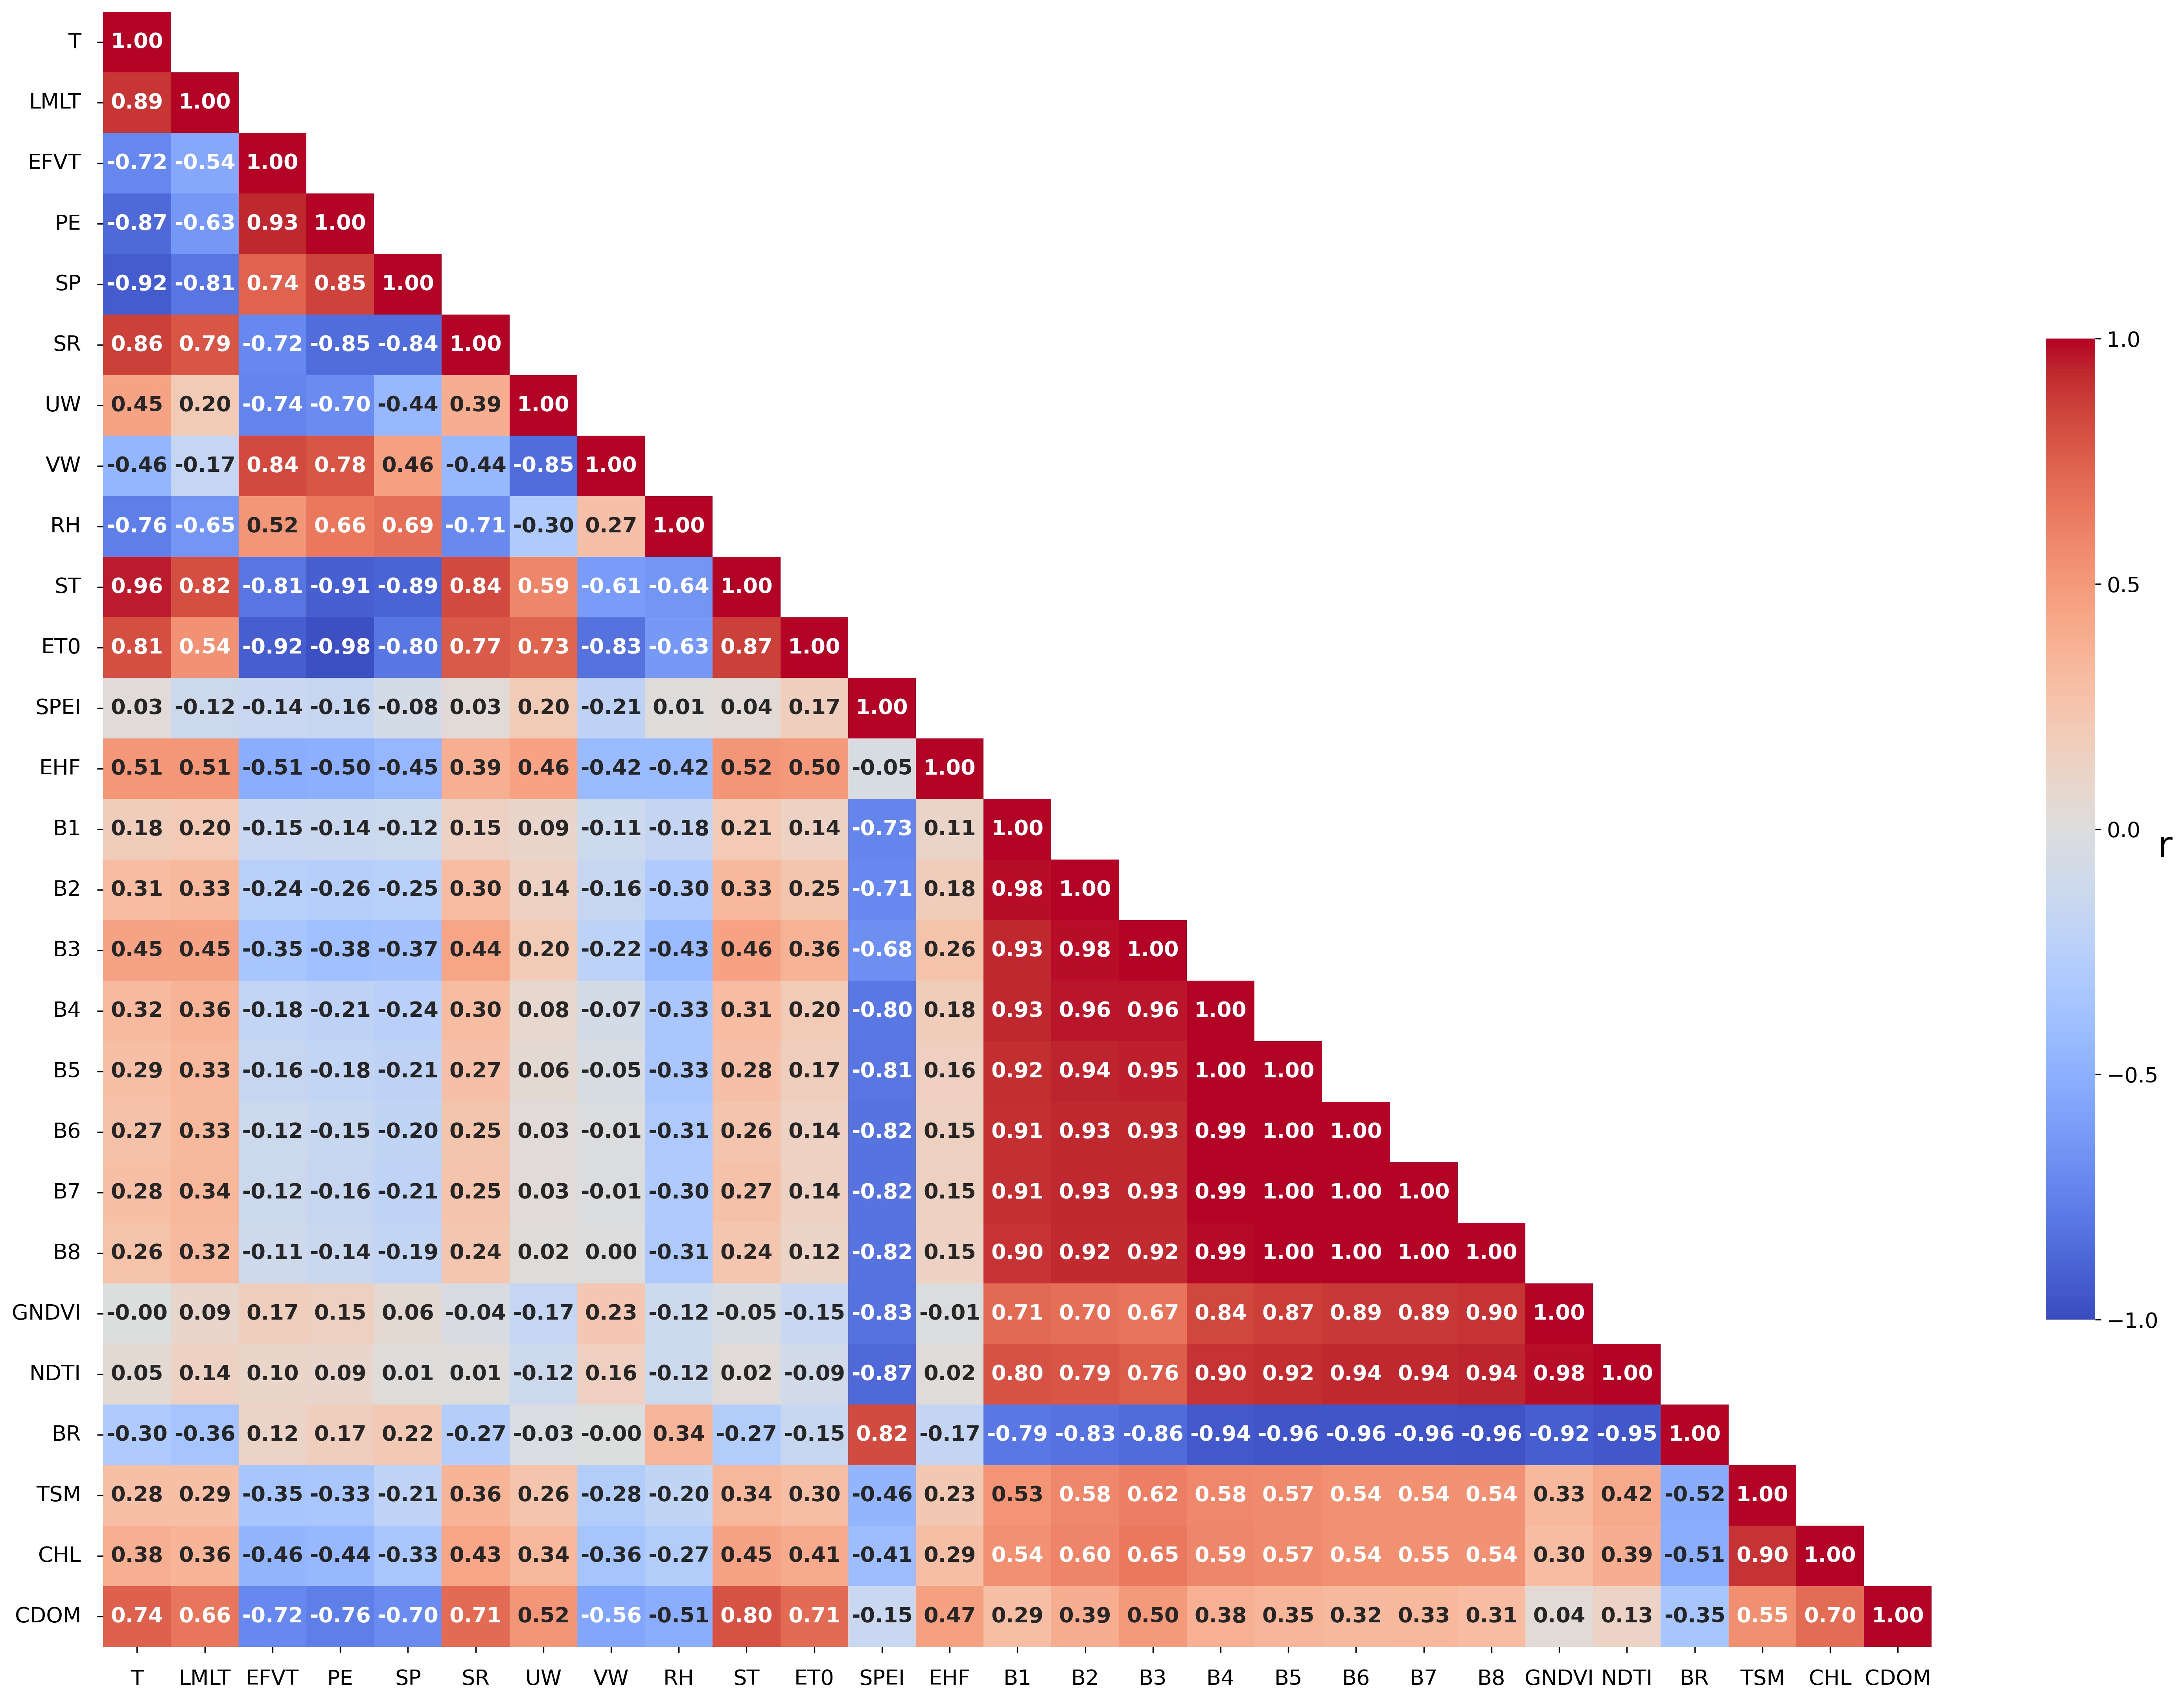 T 1.00
LMLT 0.89 1.00
EFVT -0.72 -0.54 1.00
PE -0.87 -0.63 0.93 1.00
SP -0.92 -0.81 0.74 0.85 1.00
SR 0.86 0.79 -0.72 -0.85 -0.84 1.00
UW 0.45 0.20 -0.74 -0.70 -0.44 0.39 1.00
VW -0.46 -0.17 0.84 0.78 0.46 -0.44 -0.85 1.00
RH -0.76 -0.65 0.52 0.66 0.69 -0.71 -0.30 0.27 1.00
ST 0.96 0.82 -0.81 -0.91 -0.89 0.84 0.59 -0.61 -0.64 1.00
ET0 0.81 0.54 -0.92 -0.98 -0.80 0.77 0.73 -0.83 -0.63 0.87 1.00
SPEI 0.03 -0.12 -0.14 -0.16 -0.08 0.03 0.20 -0.21 0.01 0.04 0.17 1.00
EHF 0.51 0.51 -0.51 -0.50 -0.45 0.39 0.46 -0.42 -0.42 0.52 0.50 -0.05 1.00
B1 0.18 0.20 -0.15 -0.14 -0.12 0.15 0.09 -0.11 -0.18 0.21 0.14 -0.73 0.11 1.00
B2 0.31 0.33 -0.24 -0.26 -0.25 0.30 0.14 -0.16 -0.30 0.33 0.25 -0.71 0.18 0.98 1.00
B3 0.45 0.45 -0.35 -0.38 -0.37 0.44 0.20 -0.22 -0.43 0.46 0.36 -0.68 0.26 0.93 0.98 1.00
B4 0.32 0.36 -0.18 -0.21 -0.24 0.30 0.08 -0.07 -0.33 0.31 0.20 -0.80 0.18 0.93 0.96 0.96 1.00
B5 0.29 0.33 -0.16 -0.18 -0.21 0.27 0.06 -0.05 -0.33 0.28 0.17 -0.81 0.16 0.92 0.94 0.95 1.00 1.00
B6 0.27 0.33 -0.12 -0.15 -0.20 0.25 0.03 -0.01 -0.31 0.26 0.14 -0.82 0.15 0.91 0.93 0.93 0.99 1.00 1.00
B7 0.28 0.34 -0.12 -0.16 -0.21 0.25 0.03 -0.01 -0.30 0.27 0.14 -0.82 0.15 0.91 0.93 0.93 0.99 1.00 1.00 1.00
B8 0.26 0.32 -0.11 -0.14 -0.19 0.24 0.02 0.00 -0.31 0.24 0.12 -0.82 0.15 0.90 0.92 0.92 0.99 1.00 1.00 1.00 1.00
GNDVI -0.00 0.09 0.17 0.15 0.06 -0.04 -0.17 0.23 -0.12 -0.05 -0.15 -0.83 -0.01 0.71 0.70 0.67 0.84 0.87 0.89 0.89 0.90 1.00
NDTI 0.05 0.14 0.10 0.09 0.01 0.01 -0.12 0.16 -0.12 0.02 -0.09 -0.87 0.02 0.80 0.79 0.76 0.90 0.92 0.94 0.94 0.94 0.98 1.00
BR -0.30 -0.36 0.12 0.17 0.22 -0.27 -0.03 -0.00 0.34 -0.27 -0.15 0.82 -0.17 -0.79 -0.83 -0.86 -0.94 -0.96 -0.96 -0.96 -0.96 -0.92 -0.95 1.00
TSM 0.28 0.29 -0.35 -0.33 -0.21 0.36 0.26 -0.28 -0.20 0.34 0.30 -0.46 0.23 0.53 0.58 0.62 0.58 0.57 0.54 0.54 0.54 0.33 0.42 -0.52 1.00
CHL 0.38 0.36 -0.46 -0.44 -0.33 0.43 0.34 -0.36 -0.27 0.45 0.41 -0.41 0.29 0.54 0.60 0.65 0.59 0.57 0.54 0.55 0.54 0.30 0.39 -0.51 0.90 1.00
CDOM 0.74 0.66 -0.72 -0.76 -0.70 0.71 0.52 -0.56 -0.51 0.80 0.71 -0.15 0.47 0.29 0.39 0.50 0.38 0.35 0.32 0.33 0.31 0.04 0.13 -0.35 0.55 0.70 1.00
T LMLT EFVT PE SP SR UW VW RH ST ET0 SPEI EHF B1 B2 B3 B4 B5 B6 B7 B8 GNDVI NDTI BR TSM CHL CDOM
1.0
0.5
0.0
−0.5
−1.0
r